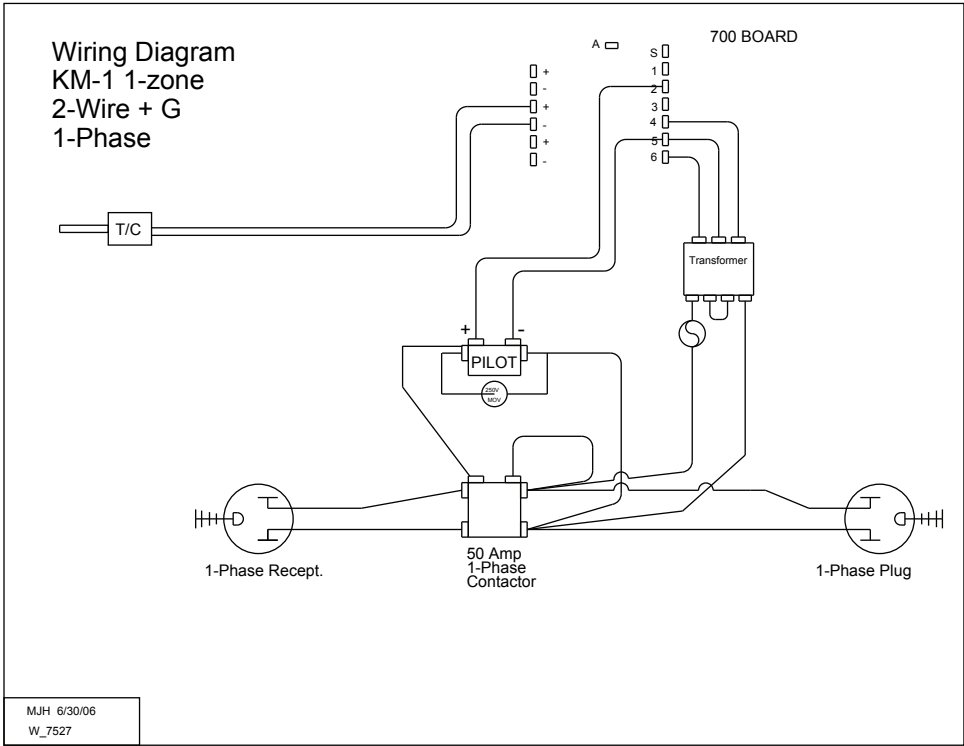 Wiring Diagram
KM-1 1-zone
2-Wire + G
1-Phase
700 BOARD
A
S
1
2
3
4
5
6
+
-
+
-
+
-
T/C
Transformer
+
-
PILOT
250V
MOV
50 Amp
1-Phase
Contactor
1-Phase Recept.
1-Phase Plug
MJH 6/30/06
W_7527